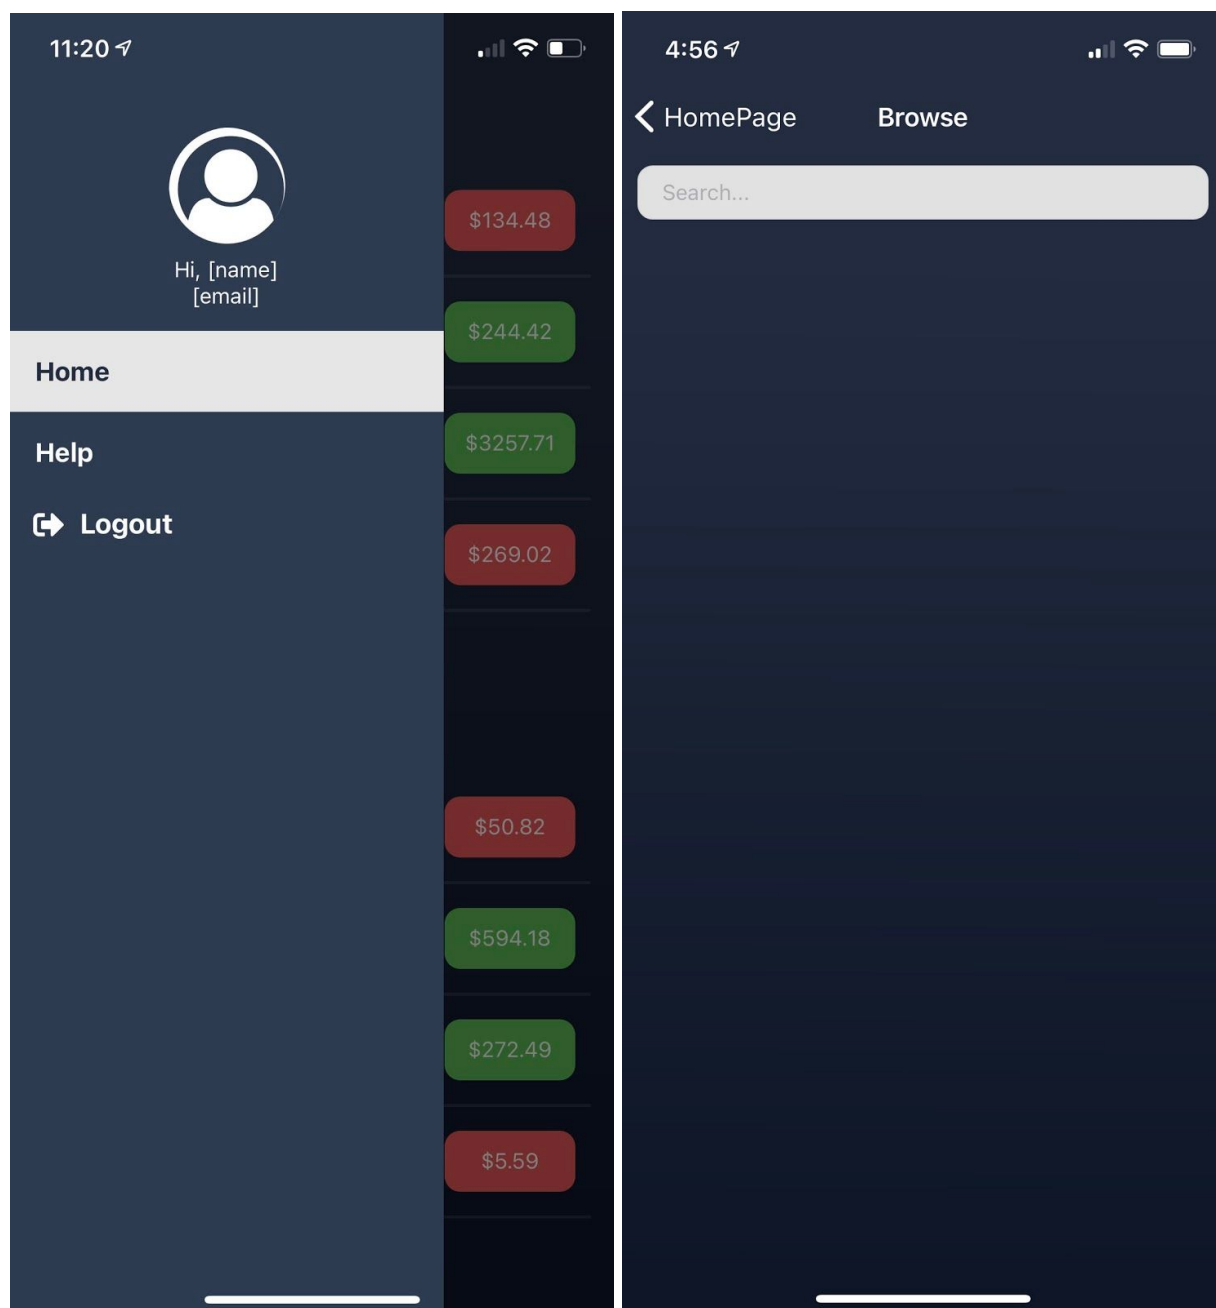 11:20
Hi, [name]
[email]
Home
Help
Logout
$134.48
$244.42
$3257.71
$269.02
$50.82
$594.18
$272.49
$5.59
4:56
HomePage
Browse
Search...